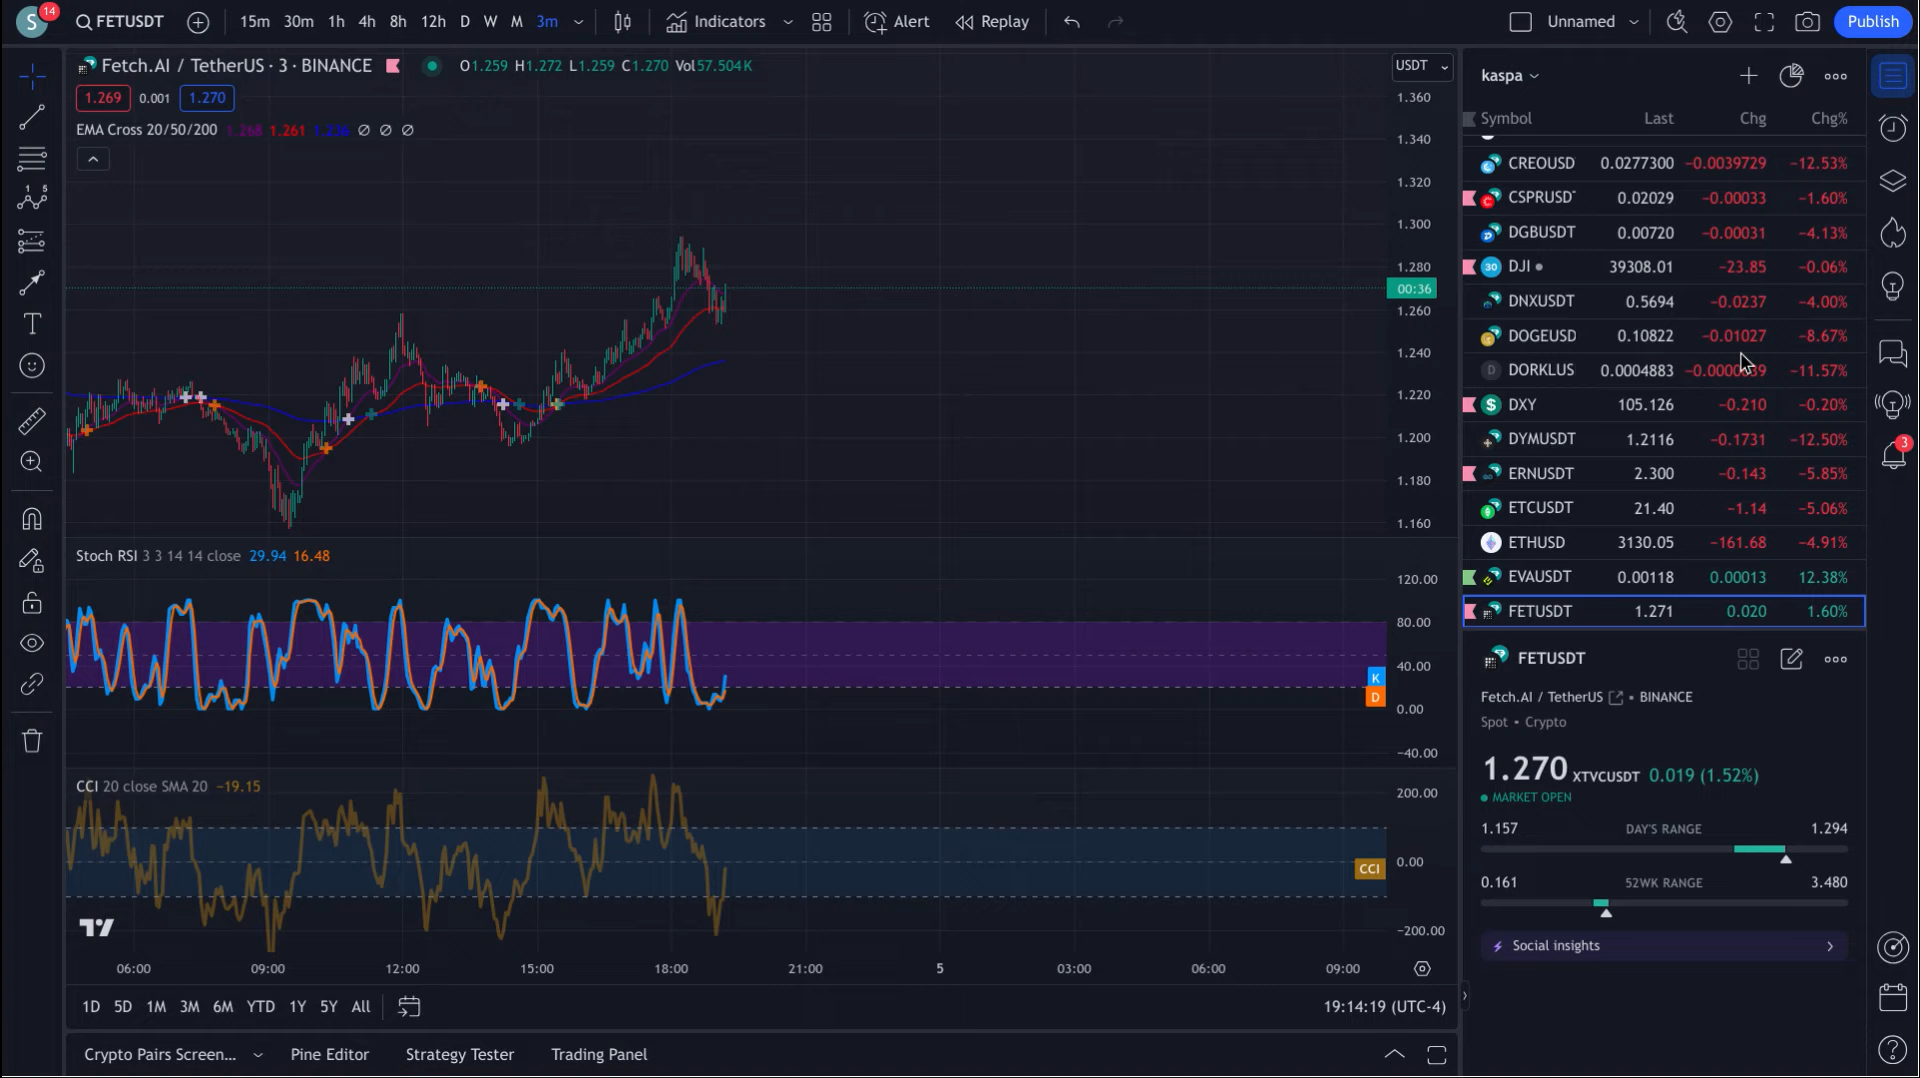 S 14 FETUSDT 15m 30m 1h 4h 8h 12h D W M 3m Indicators Alert Replay Unnamed Publish
Fetch.AI / TetherUS · 3 · BINANCE O1.259 H1.272 L1.259 C1.270 Vol57.504K
1.269 0.001 1.270
EMA Cross 20/50/200 1.268 1.261 1.236 ∅ ∅ ∅
USDT
1.360
1.340
1.320
1.300
1.280
00:36
1.260
1.240
1.220
1.200
1.180
1.160
Stoch RSI 3 3 14 14 close 29.94 16.48
120.00
80.00
40.00
K
D
0.00
−40.00
CCI 20 close SMA 20 −19.15
200.00
0.00
CCI
−200.00
06:00 09:00 12:00 15:00 18:00 21:00 5 03:00 06:00 09:00
1D 5D 1M 3M 6M YTD 1Y 5Y All 19:14:19 (UTC-4)
Crypto Pairs Screen... Pine Editor Strategy Tester Trading Panel
kaspa
Symbol Last Chg Chg%
CREOUSD 0.0277300 −0.0039729 −12.53%
CSPRUSD 0.02029 −0.00033 −1.60%
DGBUSDT 0.00720 −0.00031 −4.13%
30 DJI 39308.01 −23.85 −0.06%
DNXUSDT 0.5694 −0.0237 −4.00%
DOGEUSD 0.10822 −0.01027 −8.67%
D DORKLUS 0.0004883 −11.57%
$ DXY 105.126 −0.210 −0.20%
DYMUSDT 1.2116 −0.1731 −12.50%
ERNUSDT 2.300 −0.143 −5.85%
ETCUSDT 21.40 −1.14 −5.06%
ETHUSD 3130.05 −161.68 −4.91%
EVAUSDT 0.00118 0.00013 12.38%
FETUSDT 1.271 0.020 1.60%
FETUSDT
Fetch.AI / TetherUS • BINANCE
Spot • Crypto
1.270 XTVCUSDT 0.019 (1.52%)
MARKET OPEN
1.157 DAY'S RANGE 1.294
0.161 52WK RANGE 3.480
Social insights
3